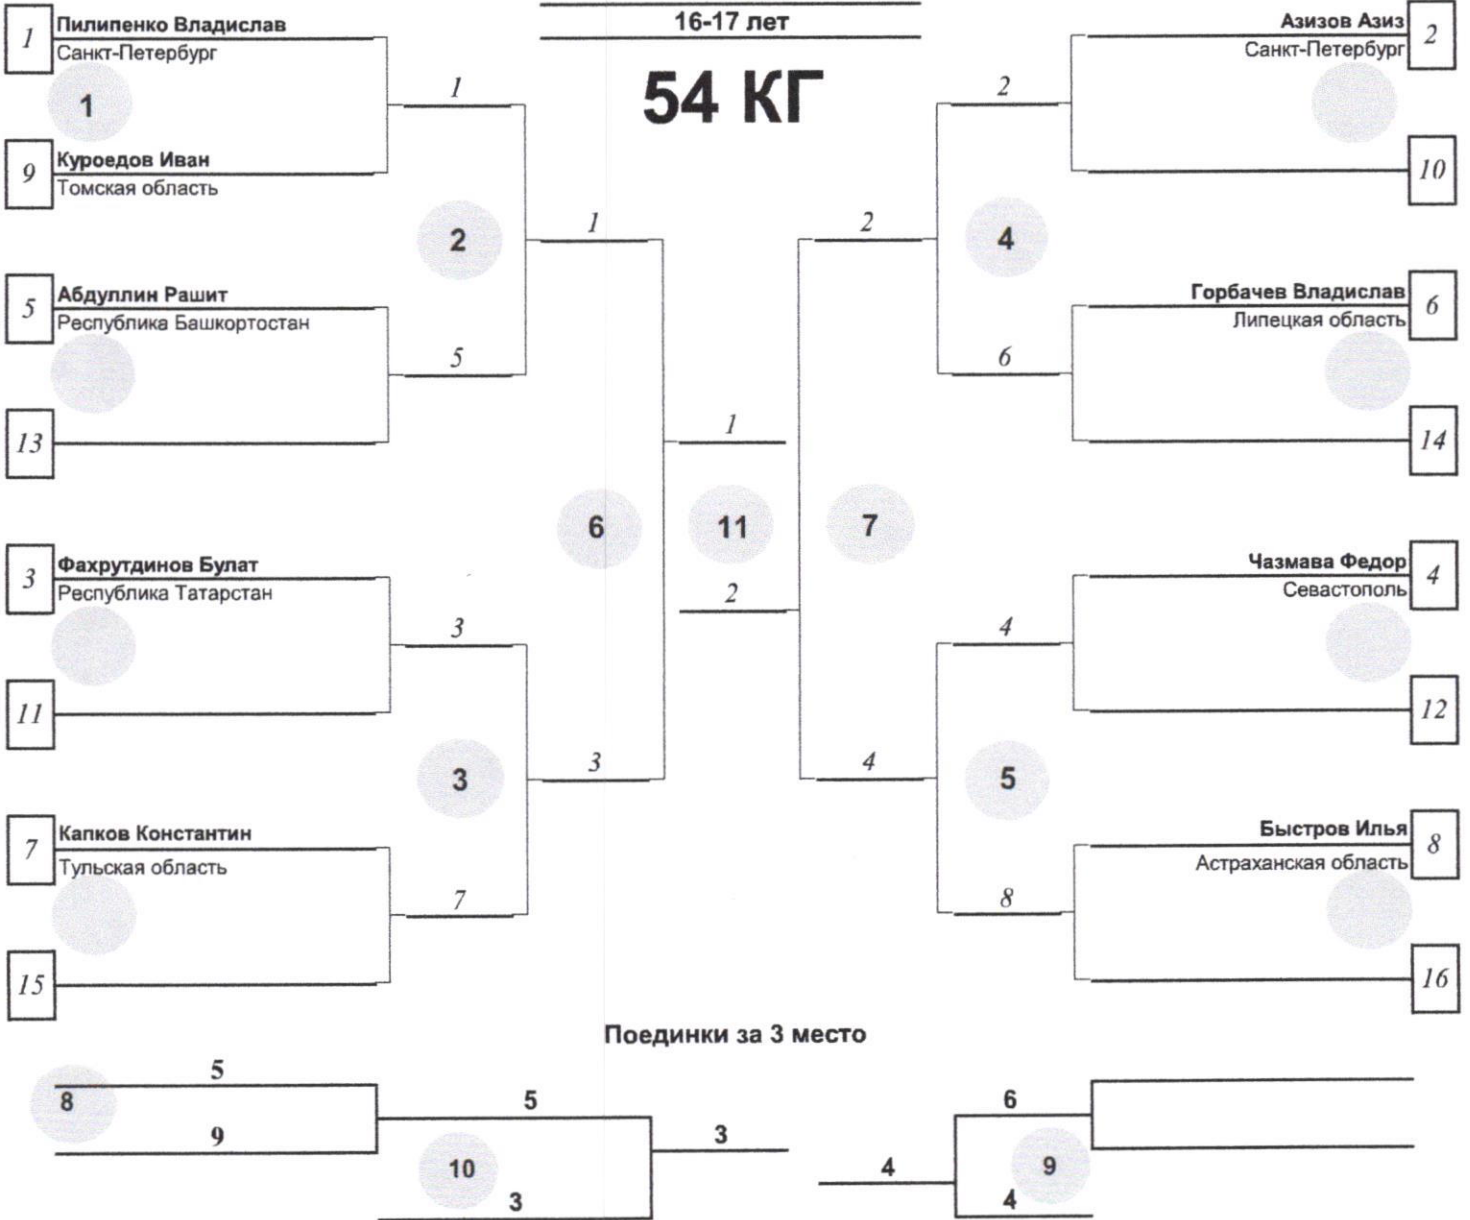 16-17 лет
54 КГ
1 Пилипенко Владислав
Санкт-Петербург
1
9 Куроедов Иван
Томская область
1
2
5 Абдуллин Рашит
Республика Башкортостан
5
13
1
3 Фахрутдинов Булат
Республика Татарстан
3
11
3
7 Капков Константин
Тульская область
7
15
3
6
1
11
2
7
Азизов Азиз 2
Санкт-Петербург
2
10
2
4
Горбачев Владислав 6
Липецкая область
6
14
Чазмава Федор 4
Севастополь
4
12
4
5
Быстров Илья 8
Астраханская область
8
16
Поединки за 3 место
5
8
9
5
10
3
3
6
9
4
4